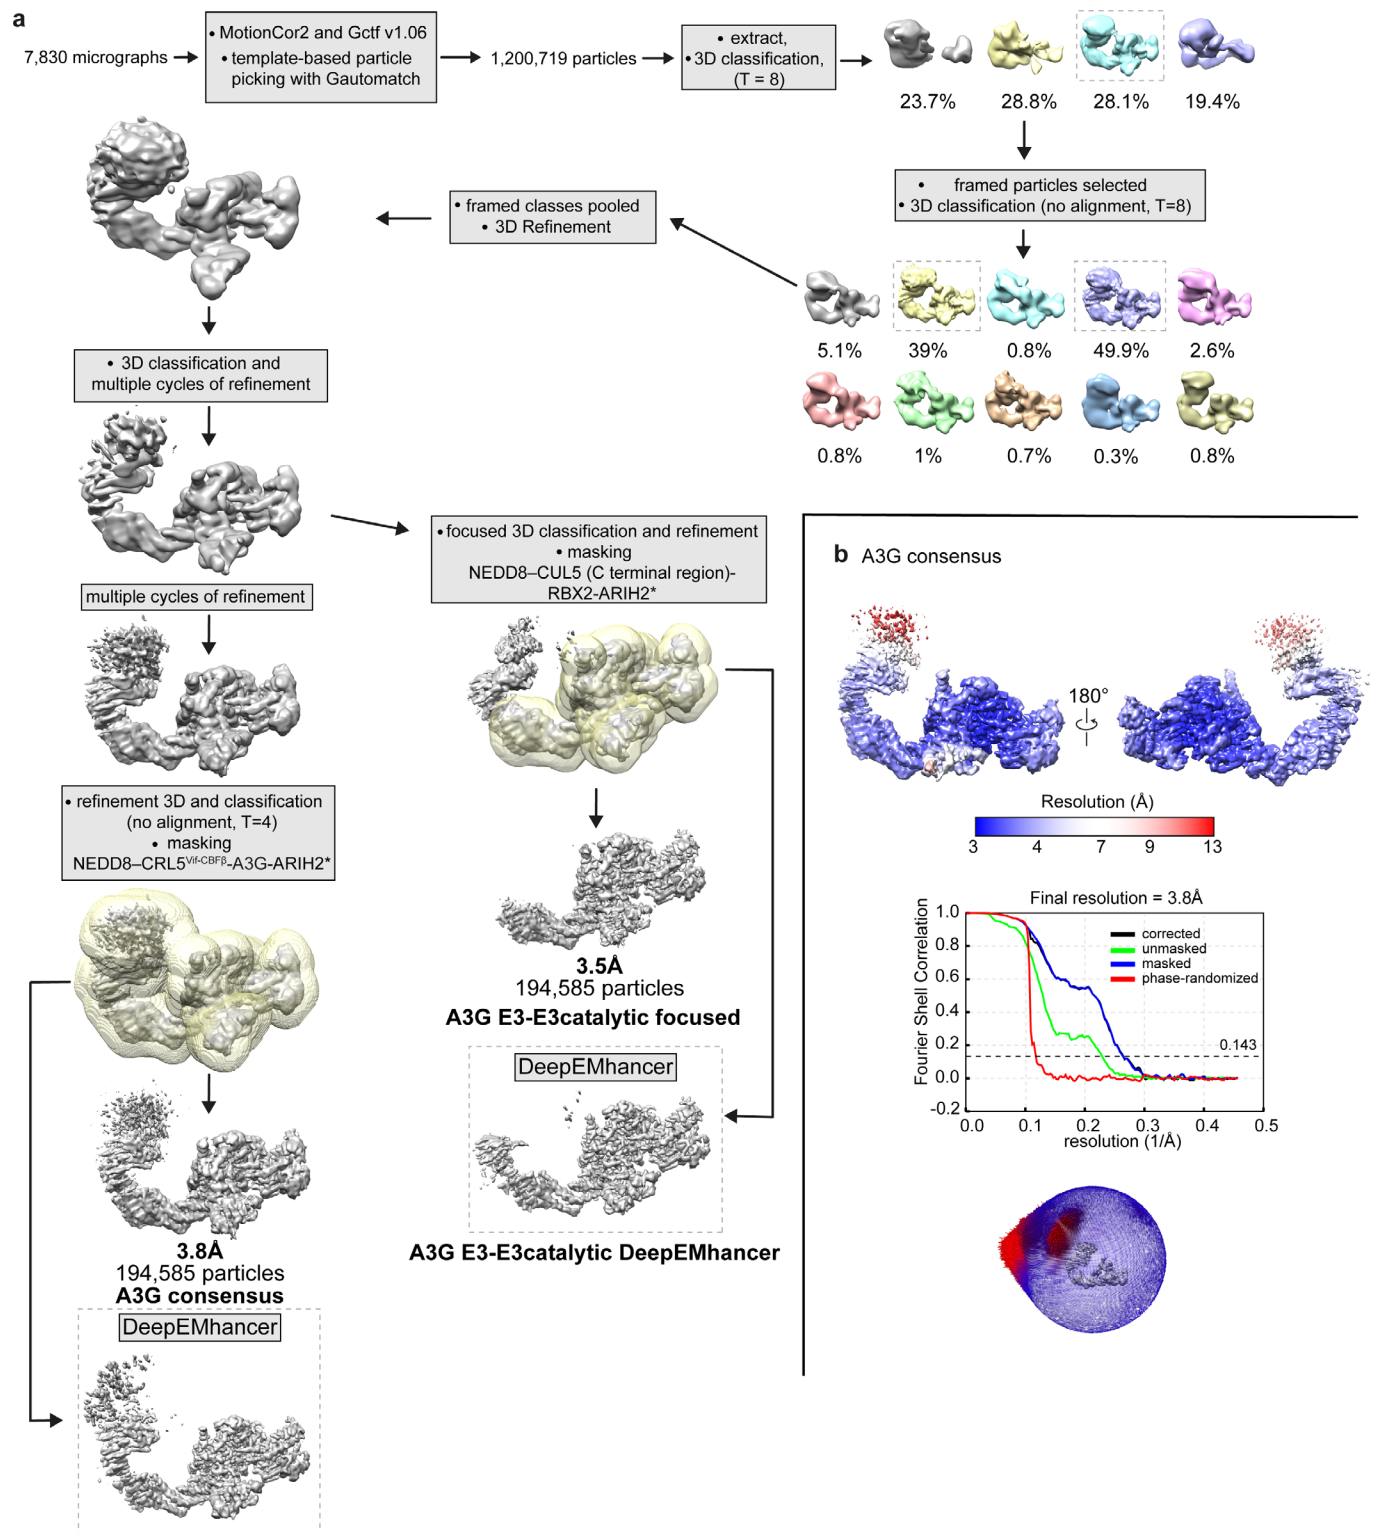 a
7,830 micrographs
• MotionCor2 and Gctf v1.06
• template-based particle
picking with Gautomatch
1,200,719 particles
• extract,
• 3D classification,
(T = 8)
23.7%
28.8%
28.1%
19.4%
• framed particles selected
• 3D classification (no alignment, T=8)
• framed classes pooled
• 3D Refinement
5.1%
39%
0.8%
49.9%
2.6%
0.8%
1%
0.7%
0.3%
0.8%
• 3D classification and
multiple cycles of refinement
multiple cycles of refinement
• focused 3D classification and refinement
• masking
NEDD8–CUL5 (C terminal region)-
RBX2-ARIH2*
• refinement 3D and classification
(no alignment, T=4)
• masking
NEDD8–CRL5Vif-CBFβ-A3G-ARIH2*
3.5Å
194,585 particles
A3G E3-E3catalytic focused
DeepEMhancer
A3G E3-E3catalytic DeepEMhancer
3.8Å
194,585 particles
A3G consensus
DeepEMhancer
b A3G consensus
180°
Resolution (Å)
3 4 7 9 13
Final resolution = 3.8Å
Fourier Shell Correlation
1.0
0.8
0.6
0.4
0.2
0.0
-0.2
corrected
unmasked
masked
phase-randomized
0.143
0.0 0.1 0.2 0.3 0.4 0.5
resolution (1/Å)